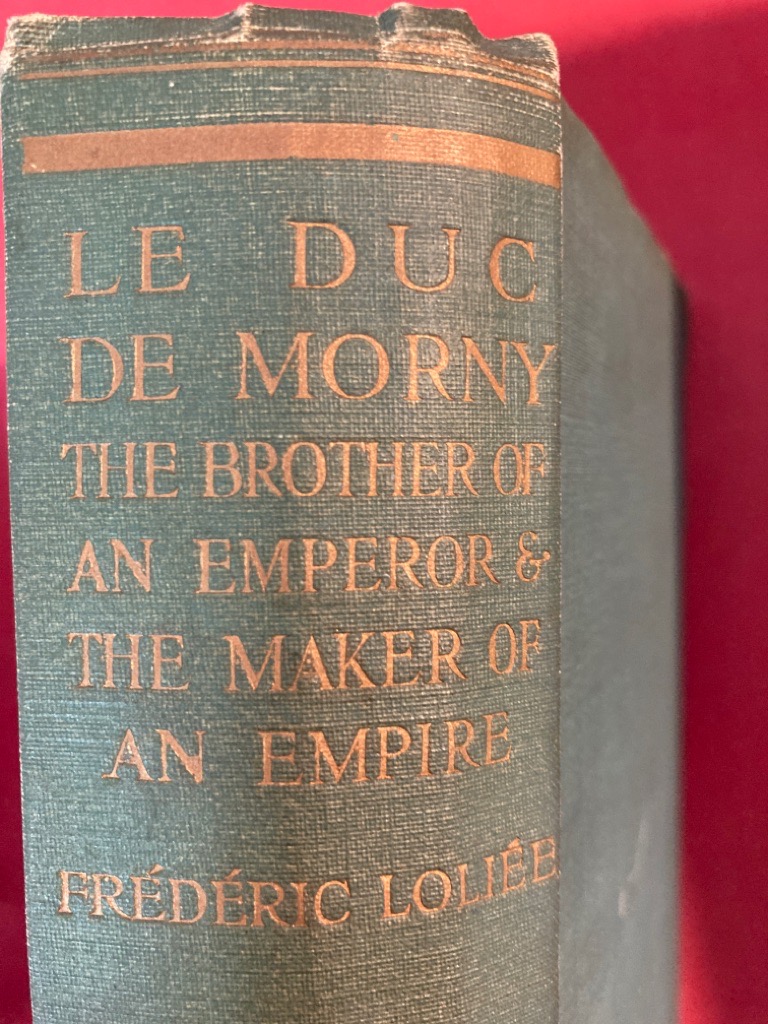 LE DUC
DE MORNY
THE BROTHER OF
AN EMPEROR &
THE MAKER OF
AN EMPIRE
FRÉDÉRIC LOLIÉE